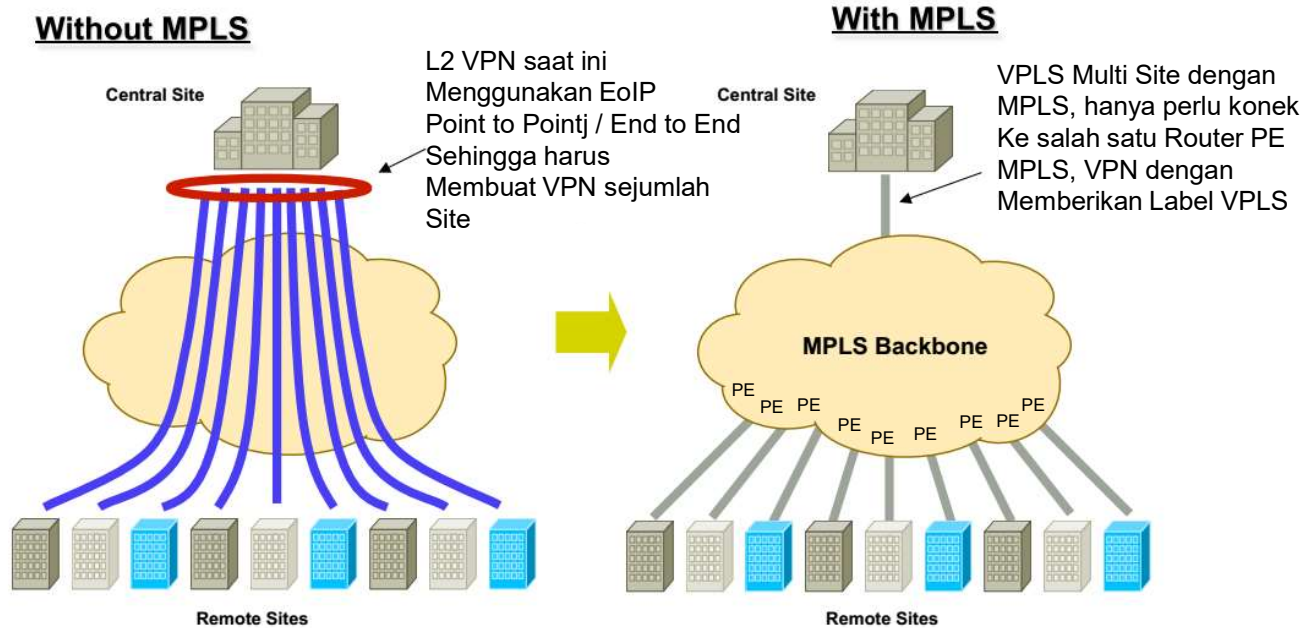 Without MPLS
Central Site
L2 VPN saat ini
Menggunakan EoIP
Point to Pointj / End to End
Sehingga harus
Membuat VPN sejumlah
Site
Remote Sites
With MPLS
Central Site
VPLS Multi Site dengan
MPLS, hanya perlu konek
Ke salah satu Router PE
MPLS, VPN dengan
Memberikan Label VPLS
MPLS Backbone
PE
PE
PE
PE
PE
PE
PE
PE
PE
Remote Sites